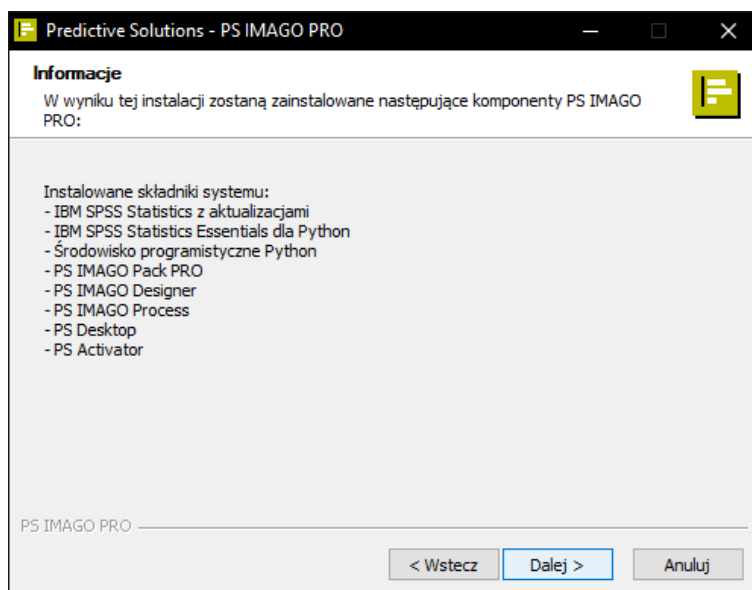 Predictive Solutions - PS IMAGO PRO
Informacje
W wyniku tej instalacji zostaną zainstalowane następujące komponenty PS IMAGO
PRO:
Instalowane składniki systemu:
- IBM SPSS Statistics z aktualizacjami
- IBM SPSS Statistics Essentials dla Python
- Środowisko programistyczne Python
- PS IMAGO Pack PRO
- PS IMAGO Designer
- PS IMAGO Process
- PS Desktop
- PS Activator
PS IMAGO PRO
< Wstecz Dalej > Anuluj